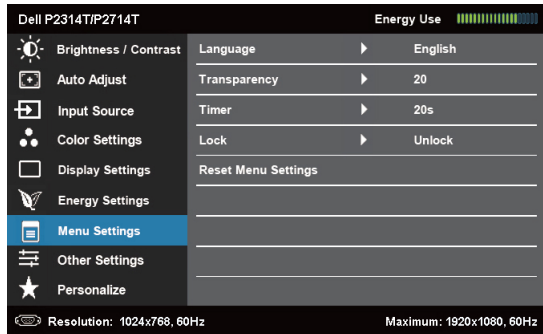 Dell P2314T/P2714T Energy Use
Brightness / Contrast Language English
Auto Adjust Transparency 20
Input Source Timer 20s
Color Settings Lock Unlock
Display Settings Reset Menu Settings
Energy Settings
Menu Settings
Other Settings
Personalize
Resolution: 1024x768, 60Hz Maximum: 1920x1080, 60Hz